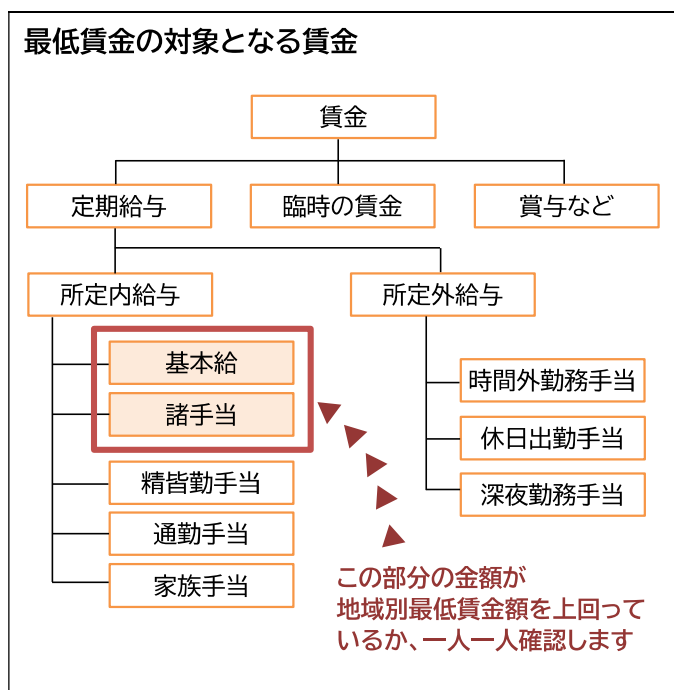 最低賃金の対象となる賃金
賃金
定期給与
臨時の賃金
賞与など
所定内給与
所定外給与
基本給
諸手当
精皆勤手当
通勤手当
家族手当
時間外勤務手当
休日出勤手当
深夜勤務手当
この部分の金額が
地域別最低賃金額を上回って
いるか、一人一人確認します